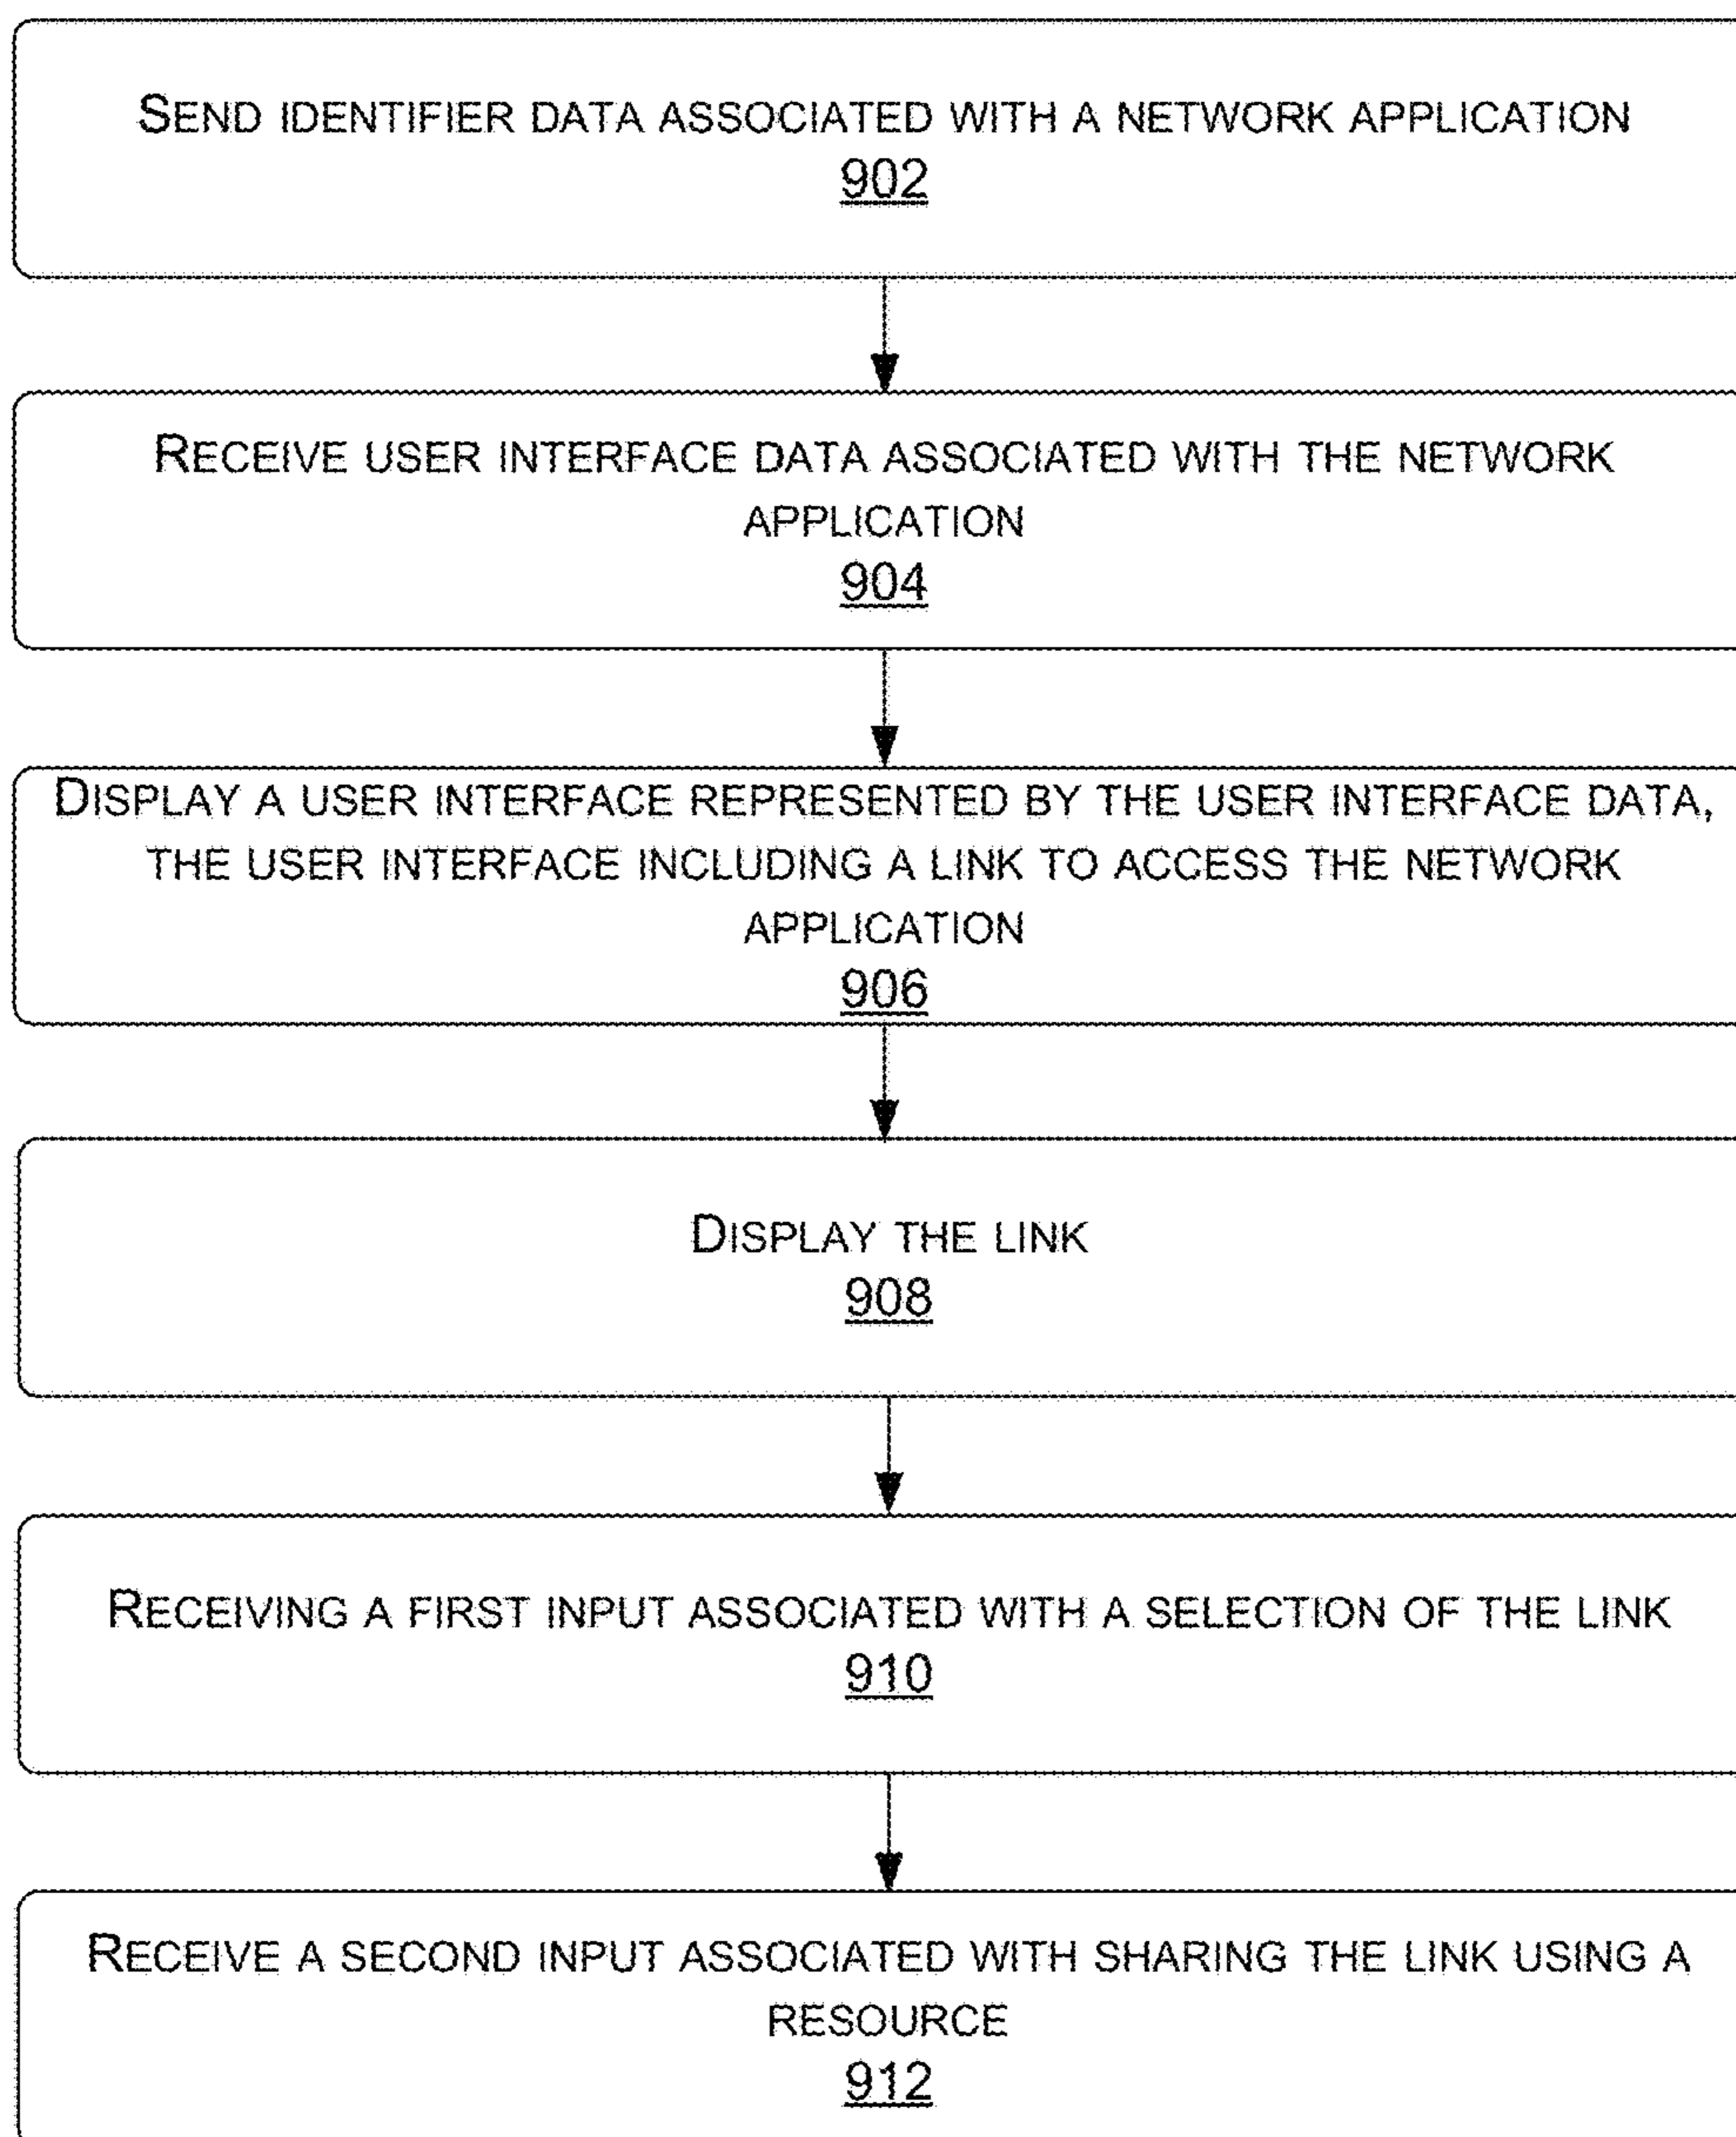 SEND IDENTIFIER DATA ASSOCIATED WITH A NETWORK APPLICATION
902
RECEIVE USER INTERFACE DATA ASSOCIATED WITH THE NETWORK
APPLICATION
904
DISPLAY A USER INTERFACE REPRESENTED BY THE USER INTERFACE DATA,
THE USER INTERFACE INCLUDING A LINK TO ACCESS THE NETWORK
APPLICATION
906
DISPLAY THE LINK
908
RECEIVING A FIRST INPUT ASSOCIATED WITH A SELECTION OF THE LINK
910
RECEIVE A SECOND INPUT ASSOCIATED WITH SHARING THE LINK USING A
RESOURCE
912